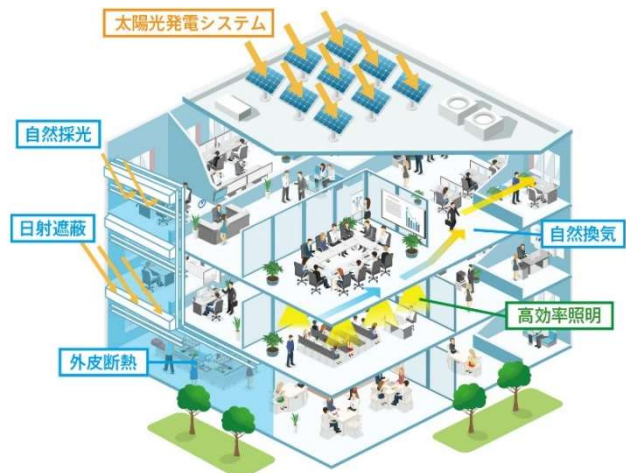 太陽光発電システム
自然採光
日射遮蔽
自然換気
高効率照明
外皮断熱